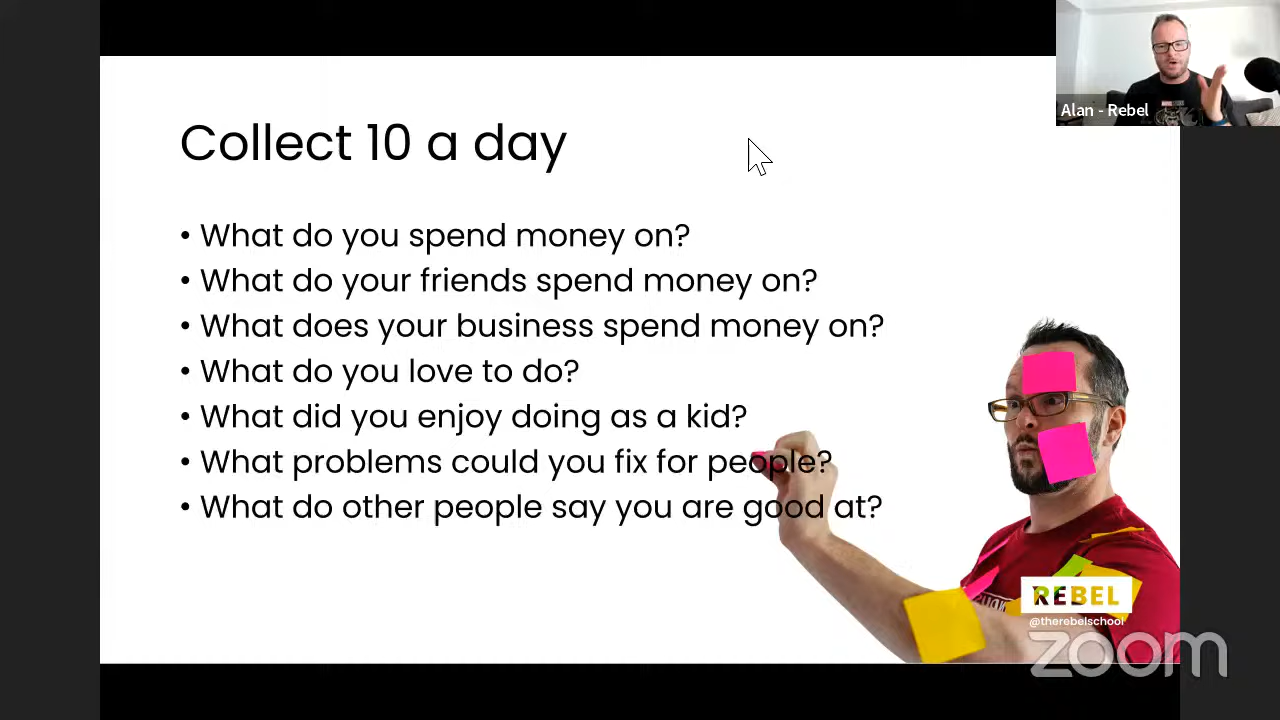 Alan - Rebel
Collect 10 a day
• What do you spend money on?
• What do your friends spend money on?
• What does your business spend money on?
• What do you love to do?
• What did you enjoy doing as a kid?
• What problems could you fix for people?
• What do other people say you are good at?
REBEL
@therebelschool
zoom